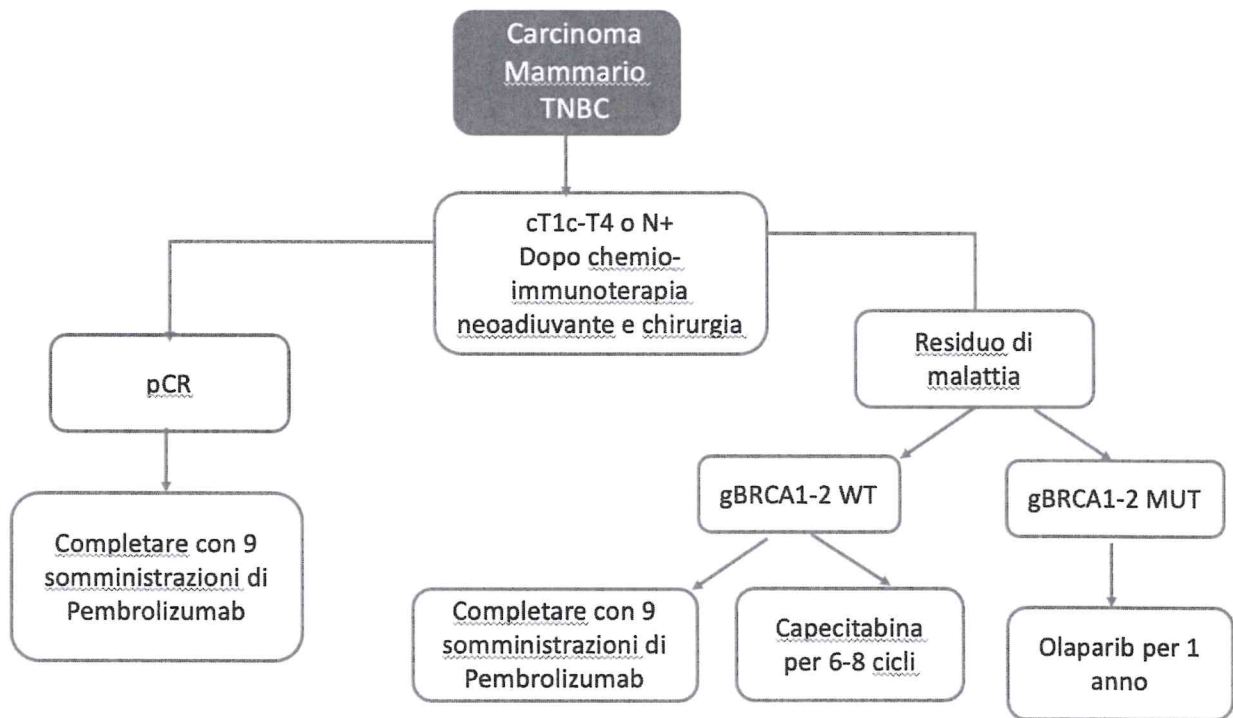 Carcinoma
Mammario
TNBC
cT1c-T4 o N+
Dopo chemio-
immunoterapia
neoadiuvante e chirurgia
pCR
Residuo di
malattia
gBRCA1-2 WT
gBRCA1-2 MUT
Completare con 9
somministrazioni di
Pembrolizumab
Completare con 9
somministrazioni di
Pembrolizumab
Capecitabina
per 6-8 cicli
Olaparib per 1
anno